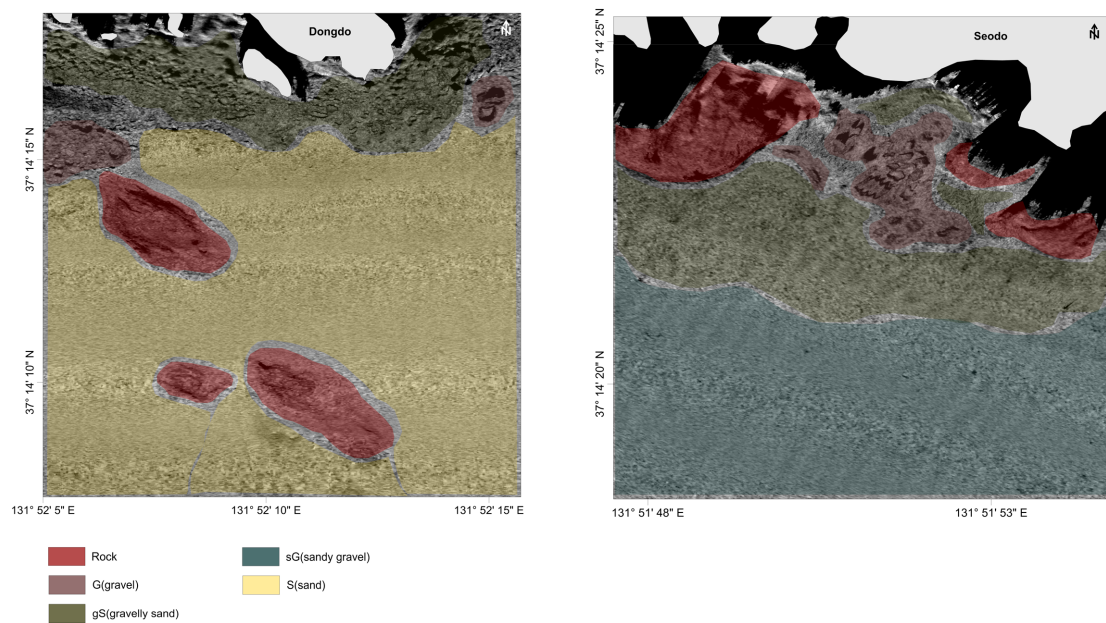 Dongdo
N
37° 14' 15" N
37° 14' 10" N
131° 52' 5" E
131° 52' 10" E
131° 52' 15" E
Seodo
N
37° 14' 25" N
37° 14' 20" N
131° 51' 48" E
131° 51' 53" E
Rock
G(gravel)
gS(gravelly sand)
sG(sandy gravel)
S(sand)